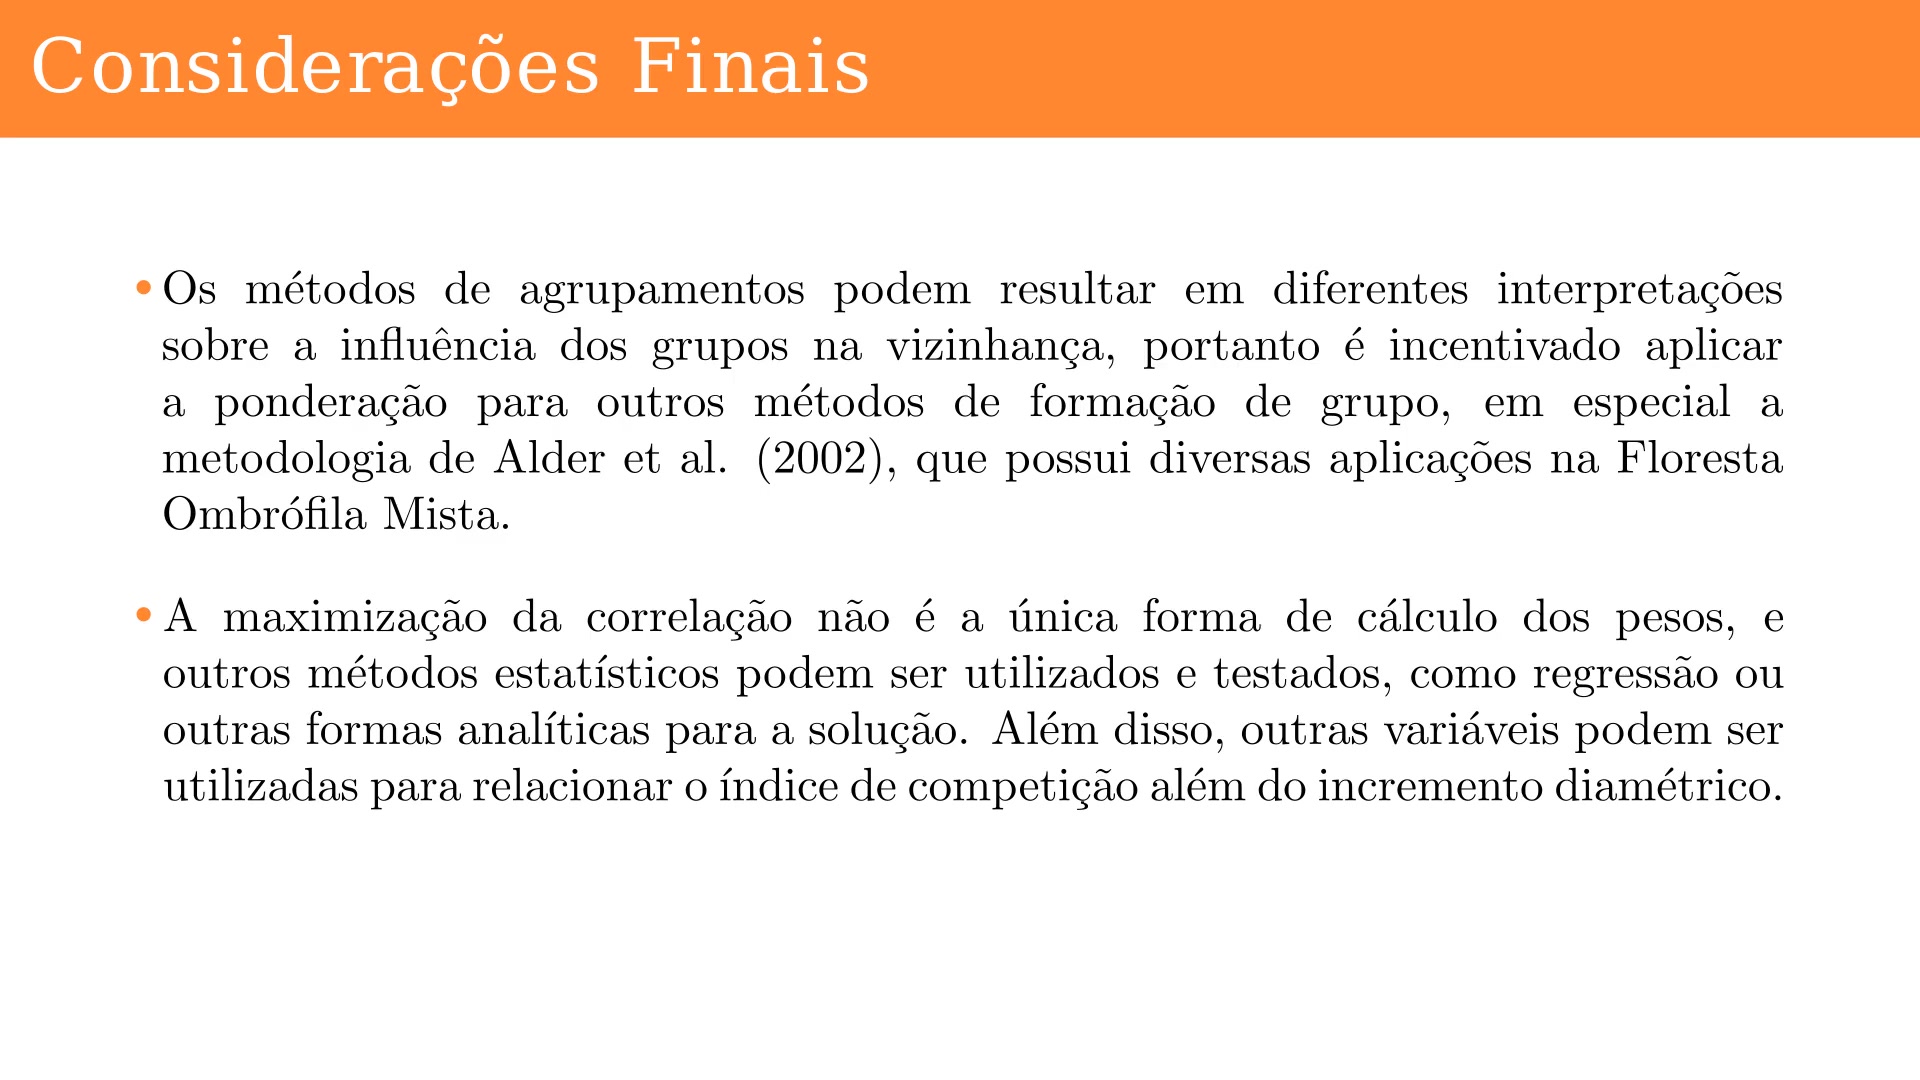 Considerações Finais
• Os métodos de agrupamentos podem resultar em diferentes interpretações
sobre a influência dos grupos na vizinhança, portanto é incentivado aplicar
a ponderação para outros métodos de formação de grupo, em especial a
metodologia de Alder et al. (2002), que possui diversas aplicações na Floresta
Ombrófila Mista.
• A maximização da correlação não é a única forma de cálculo dos pesos, e
outros métodos estatísticos podem ser utilizados e testados, como regressão ou
outras formas analíticas para a solução. Além disso, outras variáveis podem ser
utilizadas para relacionar o índice de competição além do incremento diamétrico.